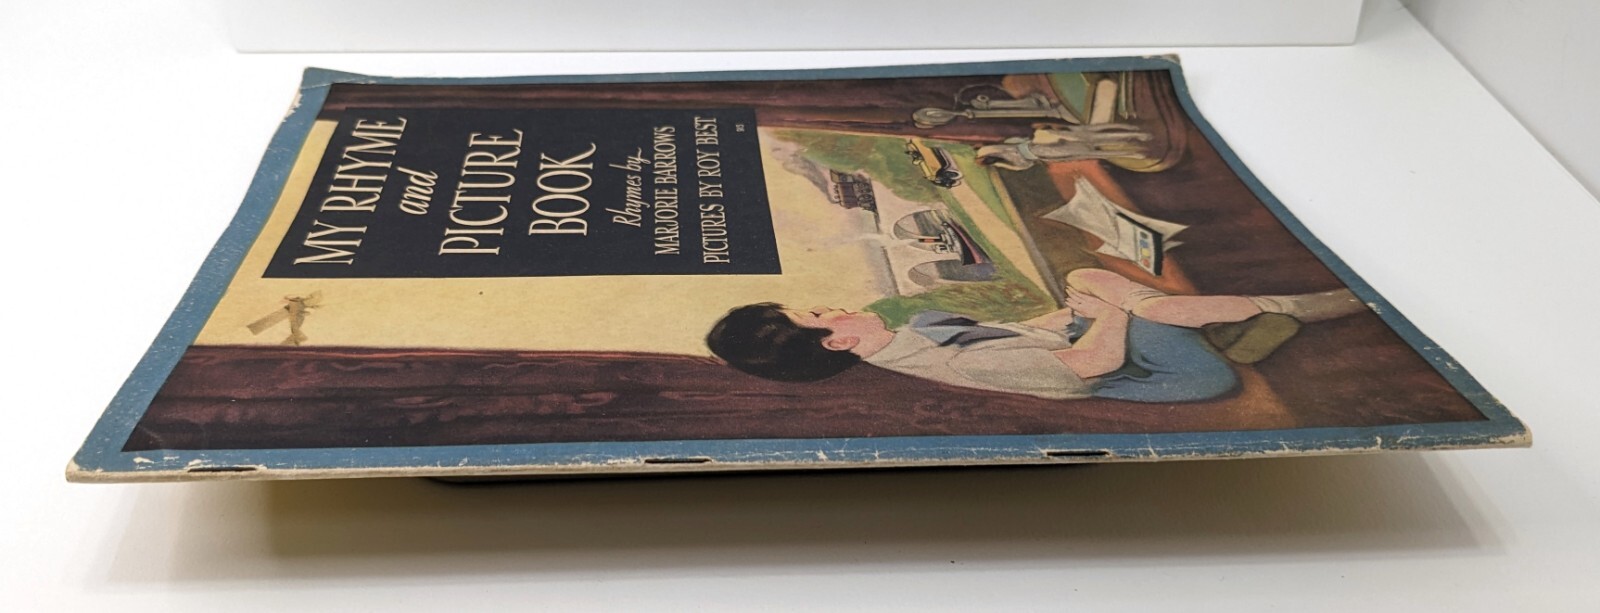 MY RHYME
and
PICTURE
BOOK
Rhymes by
MARJORIE BARROWS
PICTURES BY ROY BEST